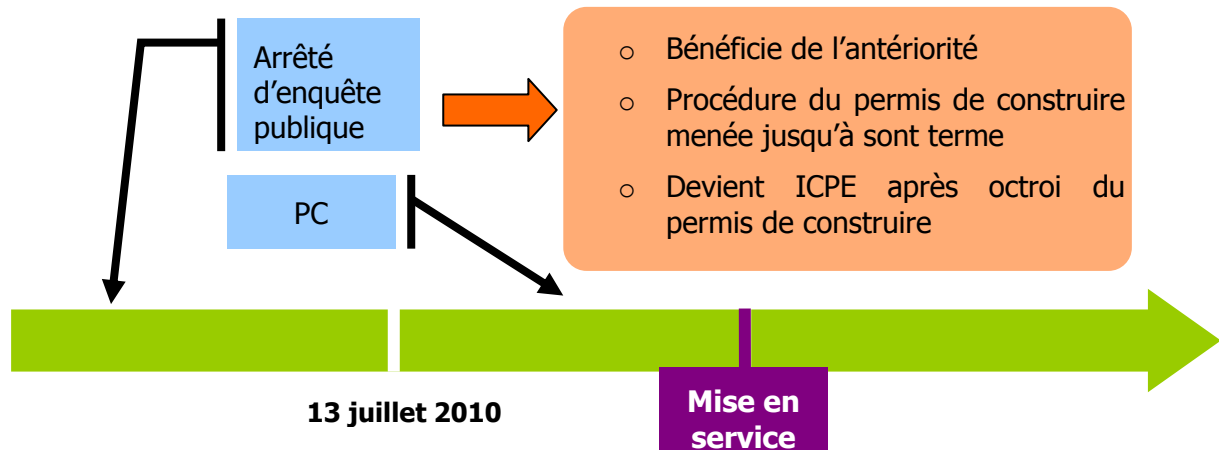 Arrêté
d’enquête
publique
PC
o Bénéficie de l’antériorité
o Procédure du permis de construire
menée jusqu’à sont terme
o Devient ICPE après octroi du
permis de construire
13 juillet 2010
Mise en
service